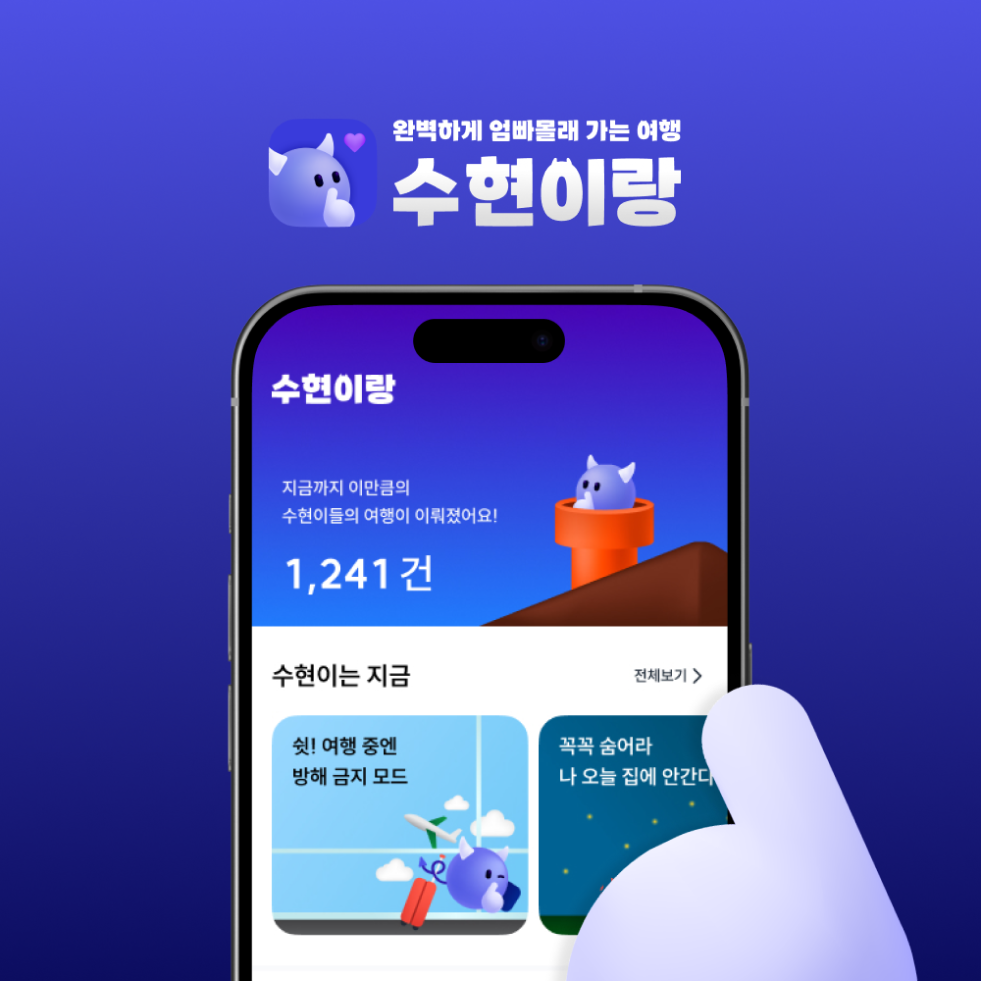 완벽하게 엄빠몰래 가는 여행
수현이랑
수현이랑
지금까지 이만큼의
수현이들의 여행이 이뤄졌어요!
1,241 건
수현이는 지금
전체보기
쉿! 여행 중엔
방해 금지 모드
꼭꼭 숨어라
나 오늘 집에 안간다